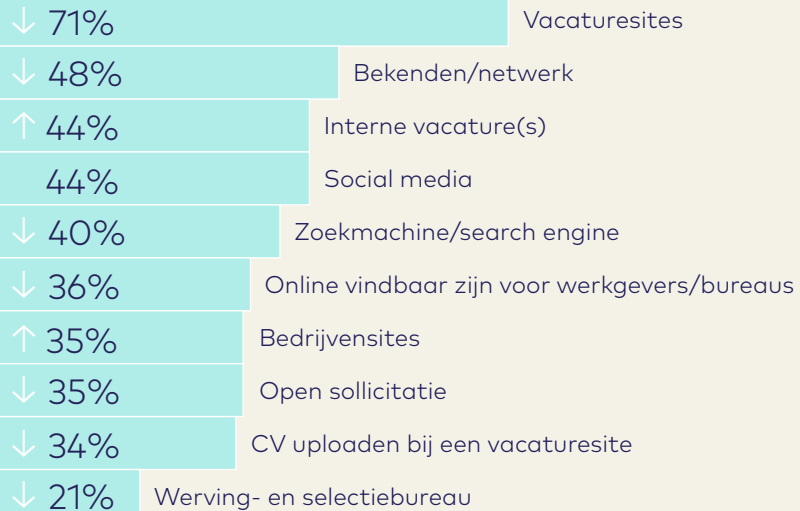 ↓ 71% Vacaturesites
↓ 48% Bekenden/netwerk
↑ 44% Interne vacature(s)
44% Social media
↓ 40% Zoekmachine/search engine
↓ 36% Online vindbaar zijn voor werkgevers/bureaus
↑ 35% Bedrijvensites
↓ 35% Open sollicitatie
↓ 34% CV uploaden bij een vacaturesite
↓ 21% Werving- en selectiebureau